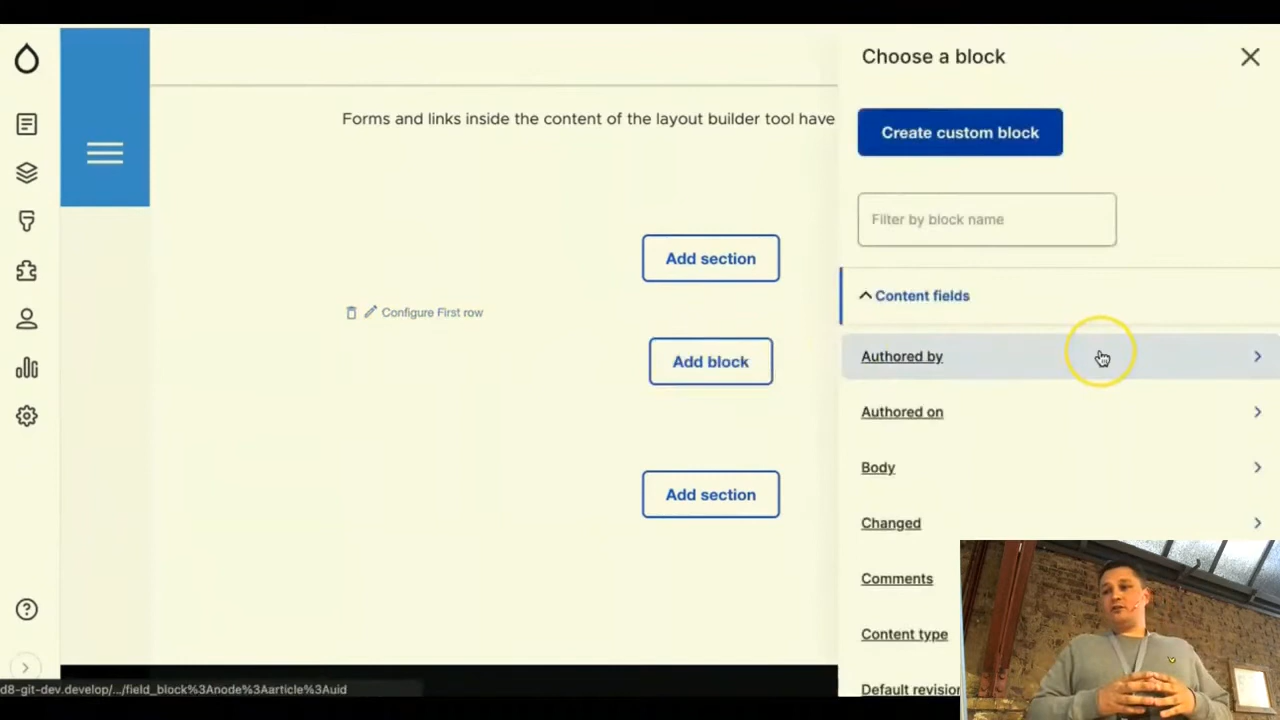 Choose a block
Create custom block
Forms and links inside the content of the layout builder tool have
Filter by block name
Add section
Content fields
Configure First row
Add block
Authored by
Authored on
Body
Add section
Changed
Comments
Content type
Default revision
d8-git-dev.develop/.../field_block%3Anode%3Aarticle%3Auid